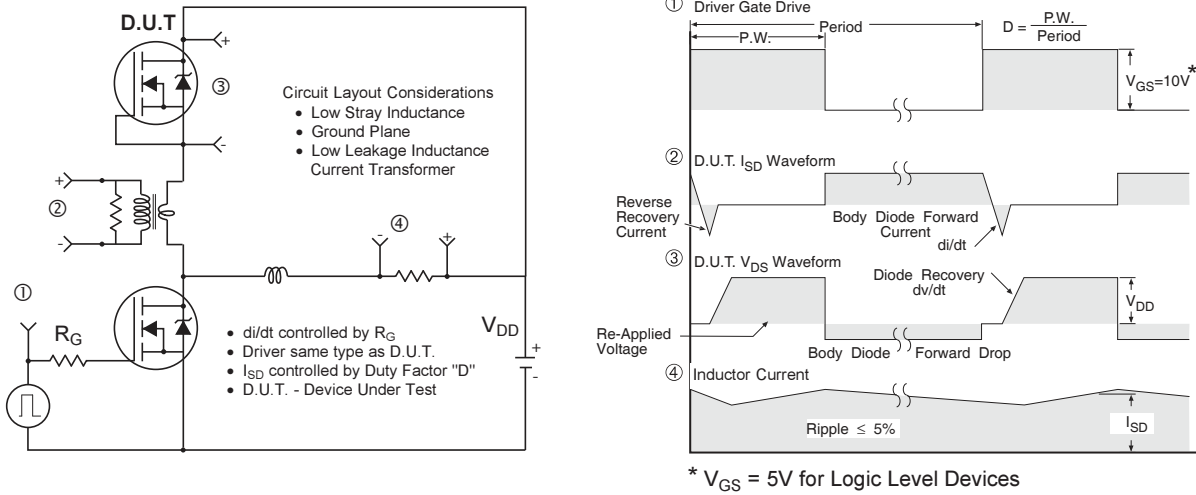 D.U.T
+
③
-
Circuit Layout Considerations
• Low Stray Inductance
• Ground Plane
• Low Leakage Inductance
Current Transformer
+
②
-
④
-
+
①
R_G
V_DD
+
-
• di/dt controlled by R_G
• Driver same type as D.U.T.
• I_SD controlled by Duty Factor "D"
• D.U.T. - Device Under Test
① Driver Gate Drive
P.W.
Period
D = P.W. / Period
V_GS=10V*
② D.U.T. I_SD Waveform
Reverse
Recovery
Current
Body Diode Forward
Current
di/dt
③ D.U.T. V_DS Waveform
Diode Recovery
dv/dt
V_DD
Re-Applied
Voltage
Body Diode Forward Drop
④ Inductor Current
Ripple ≤ 5%
I_SD
* V_GS = 5V for Logic Level Devices